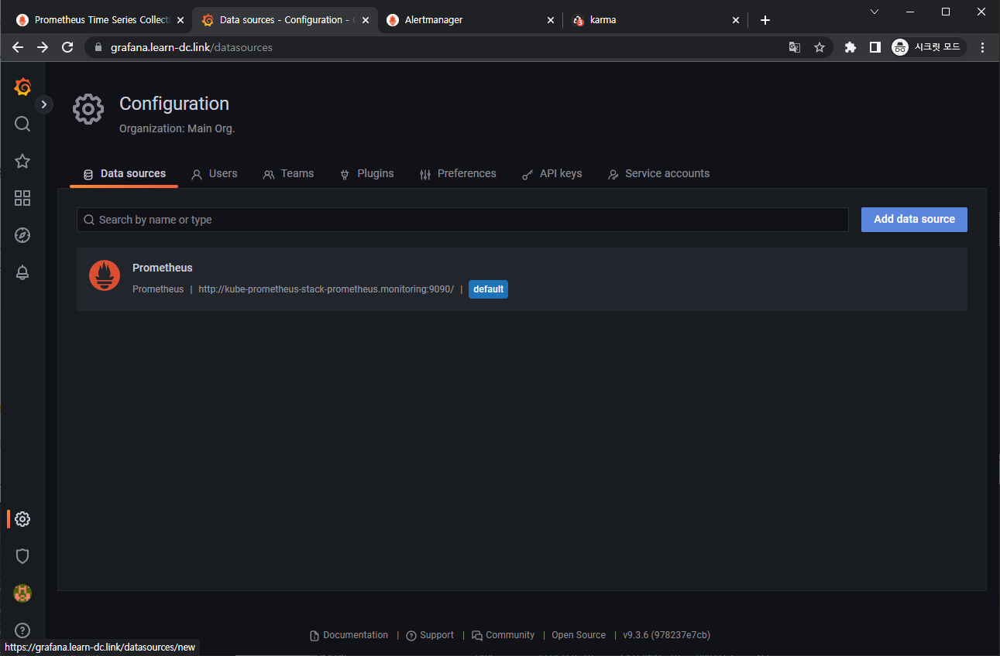 Prometheus Time Series Collecti
Data sources - Configuration - G
Alertmanager
karma
grafana.learn-dc.link/datasources
시크릿 모드
Configuration
Organization: Main Org.
Data sources
Users
Teams
Plugins
Preferences
API keys
Service accounts
Search by name or type
Add data source
Prometheus
Prometheus | http://kube-prometheus-stack-prometheus.monitoring:9090/ | default
Documentation | Support | Community | Open Source | v9.3.6 (978237e7cb)
https://grafana.learn-dc.link/datasources/new